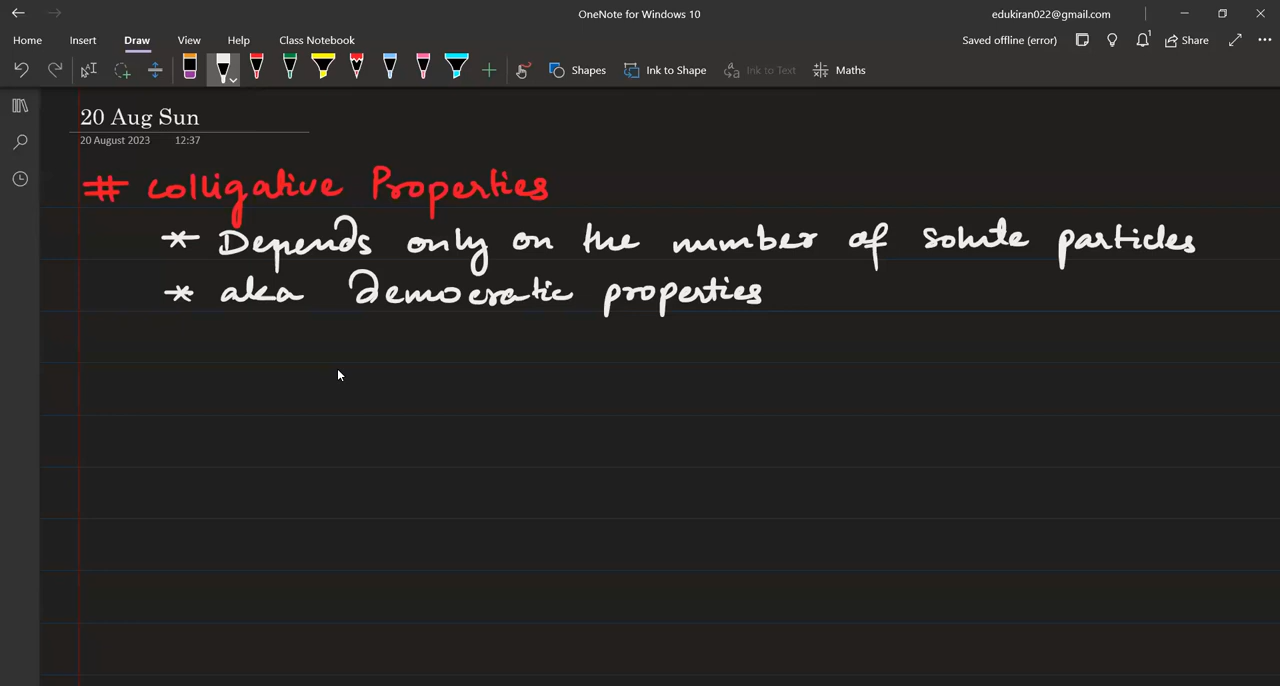 OneNote for Windows 10
edukiran022@gmail.com
Home Insert Draw View Help Class Notebook
Saved offline (error)
Share
Shapes
Ink to Shape
Ink to Text
Maths
20 Aug Sun
20 August 2023 12:37
# Colligative Properties
* Depends only on the number of solute particles
* aka Democratic properties